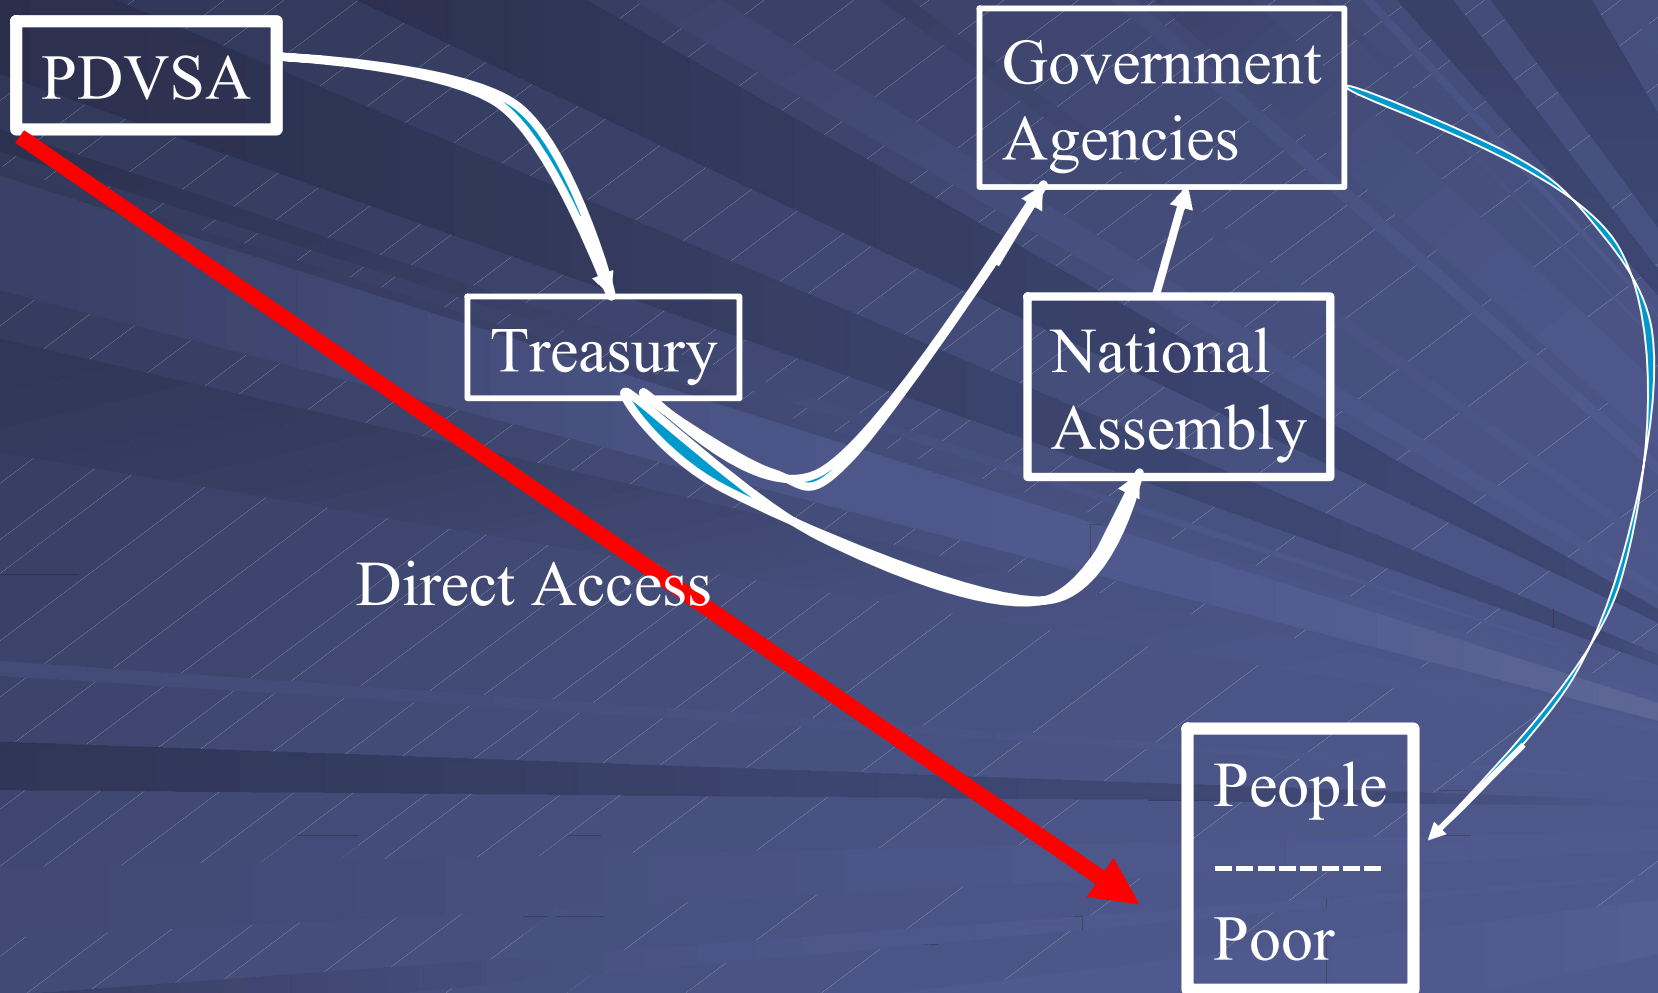 PDVSA
Government
Agencies
Treasury
National
Assembly
Direct Access
People
--------
Poor